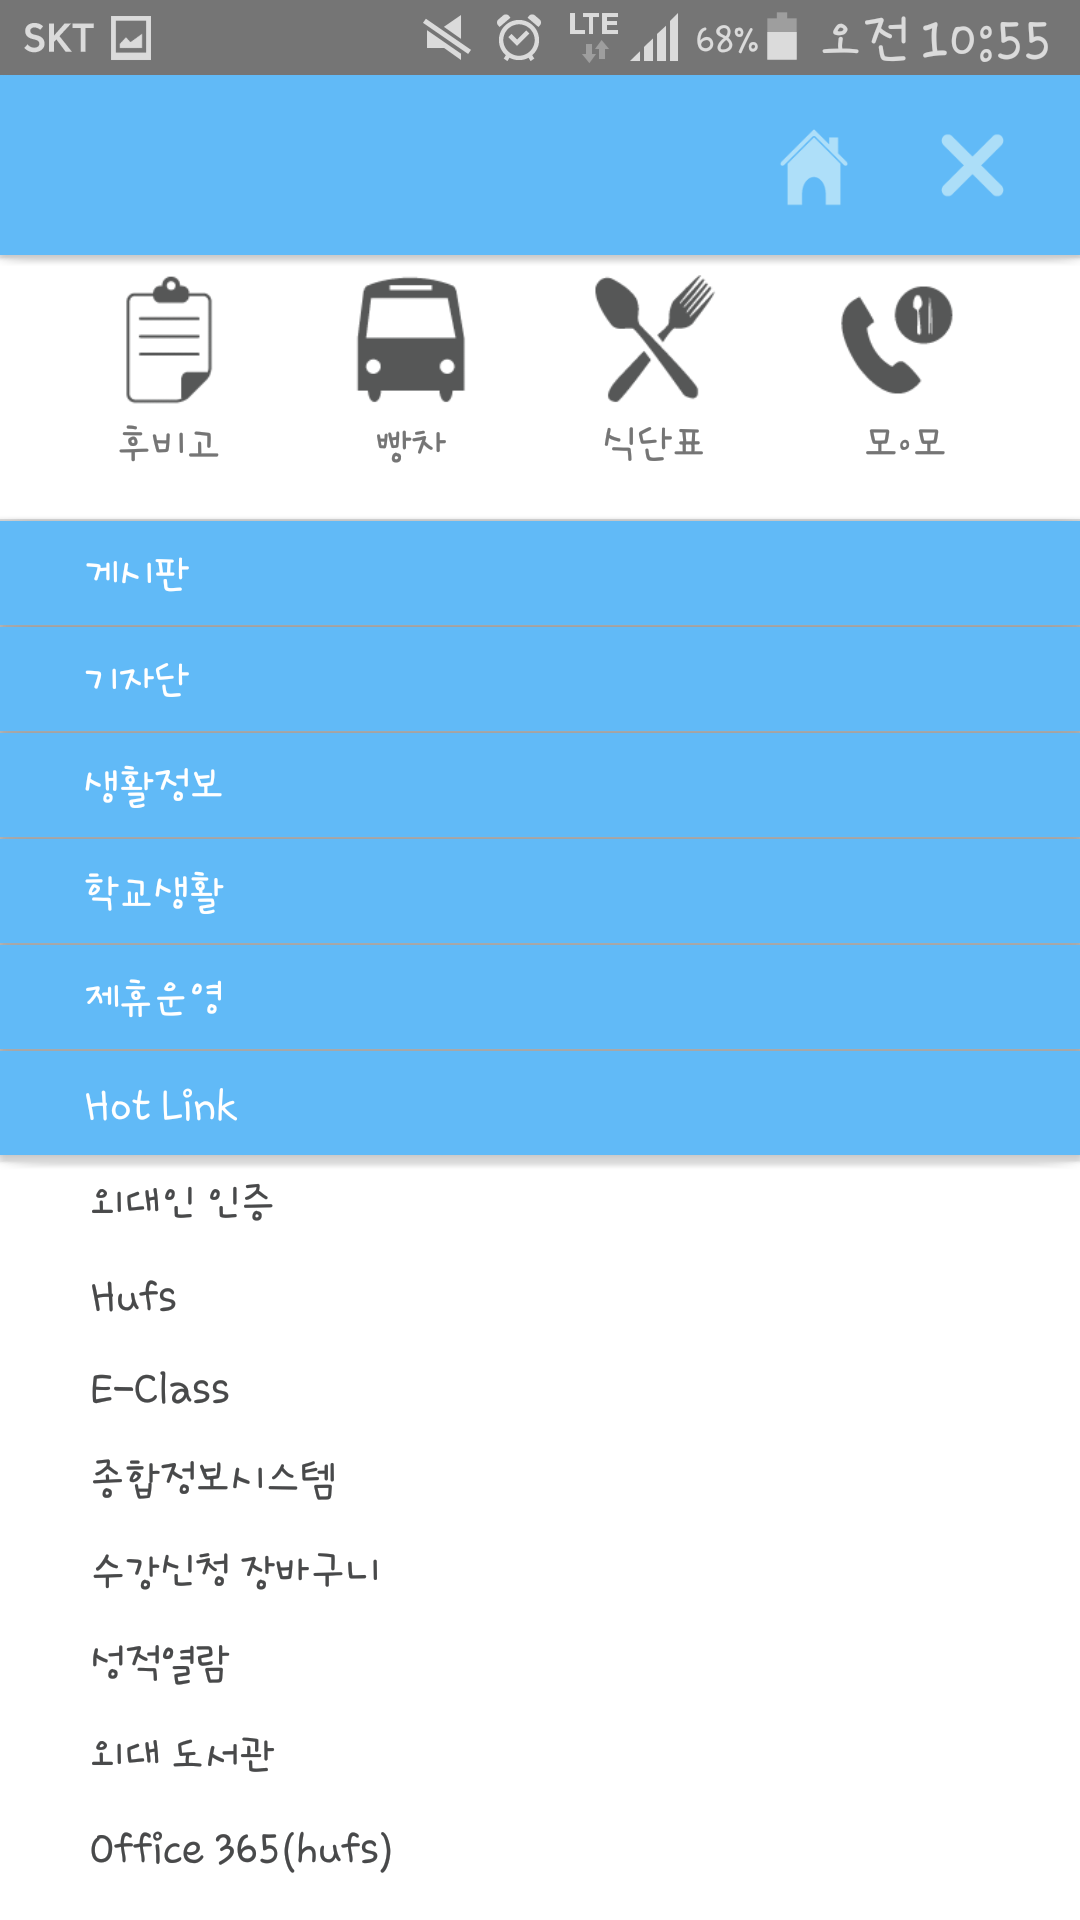 SKT LTE 68% 오전 10:55
후비고 빵차 식단표 모o모
게시판
기자단
생활정보
학교생활
제휴운영
Hot Link
외대인 인증
Hufs
E-Class
종합정보시스템
수강신청 장바구니
성적열람
외대 도서관
Office 365(hufs)